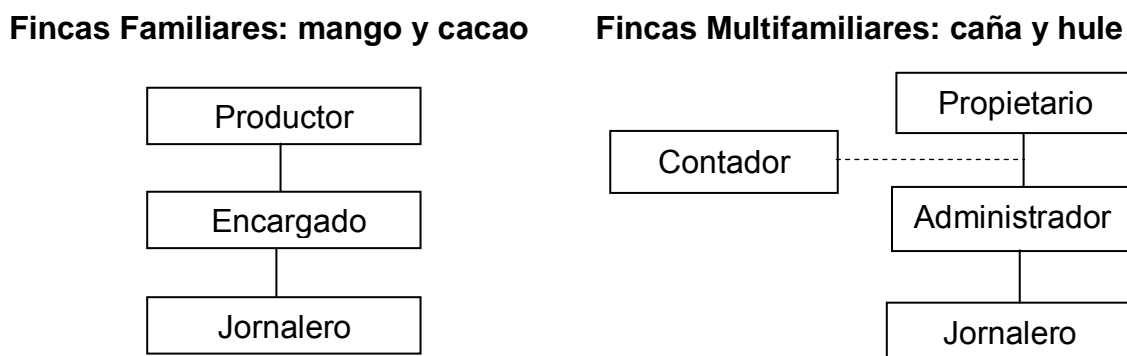 Fincas Familiares: mango y cacao
Productor
Encargado
Jornalero
Fincas Multifamiliares: caña y hule
Propietario
Contador
Administrador
Jornalero